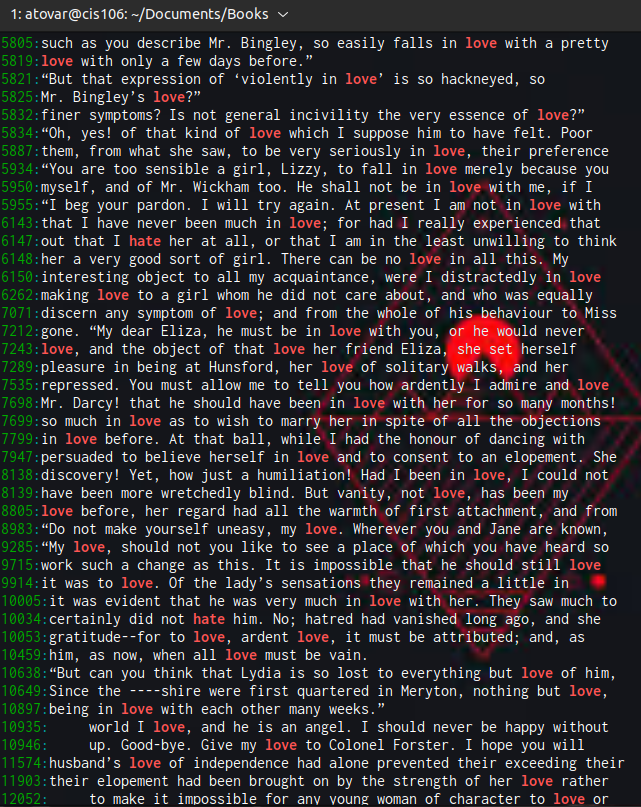 1: atovar@cis106: ~/Documents/Books
5805:such as you describe Mr. Bingley, so easily falls in love with a pretty
5819:love with only a few days before.”
5821:“But that expression of ‘violently in love’ is so hackneyed, so
5825:Mr. Bingley’s love?”
5832:finer symptoms? Is not general incivility the very essence of love?”
5834:“Oh, yes! of that kind of love which I suppose him to have felt. Poor
5887:them, from what she saw, to be very seriously in love, their preference
5934:“You are too sensible a girl, Lizzy, to fall in love merely because you
5950:myself, and of Mr. Wickham too. He shall not be in love with me, if I
5955:“I beg your pardon. I will try again. At present I am not in love with
6143:that I have never been much in love; for had I really experienced that
6147:out that I hate her at all, or that I am in the least unwilling to think
6148:her a very good sort of girl. There can be no love in all this. My
6150:interesting object to all my acquaintance, were I distractedly in love
6262:making love to a girl whom he did not care about, and who was equally
7071:discern any symptom of love; and from the whole of his behaviour to Miss
7212:gone. “My dear Eliza, he must be in love with you, or he would never
7243:love, and the object of that love her friend Eliza, she set herself
7289:pleasure in being at Hunsford, her love of solitary walks, and her
7535:repressed. You must allow me to tell you how ardently I admire and love
7698:Mr. Darcy! that he should have been in love with her for so many months!
7699:so much in love as to wish to marry her in spite of all the objections
7799:in love before. At that ball, while I had the honour of dancing with
7947:persuaded to believe herself in love and to consent to an elopement. She
8138:discovery! Yet, how just a humiliation! Had I been in love, I could not
8139:have been more wretchedly blind. But vanity, not love, has been my
8805:love before, her regard had all the warmth of first attachment, and from
8983:“Do not make yourself uneasy, my love. Wherever you and Jane are known,
9285:“My love, should not you like to see a place of which you have heard so
9715:work such a change as this. It is impossible that he should still love
9914:it was to love. Of the lady’s sensations they remained a little in
10005:it was evident that he was very much in love with her. They saw much to
10034:certainly did not hate him. No; hatred had vanished long ago, and she
10053:gratitude--for to love, ardent love, it must be attributed; and, as
10459:him, as now, when all love must be vain.
10638:“But can you think that Lydia is so lost to everything but love of him,
10649:Since the ----shire were first quartered in Meryton, nothing but love,
10897:being in love with each other many weeks.”
10935:     world I love, and he is an angel. I should never be happy without
10946:     up. Good-bye. Give my love to Colonel Forster. I hope you will
11574:husband’s love of independence had alone prevented their exceeding their
11903:their elopement had been brought on by the strength of her love rather
12052:     to make it impossible for any young woman of character to love or